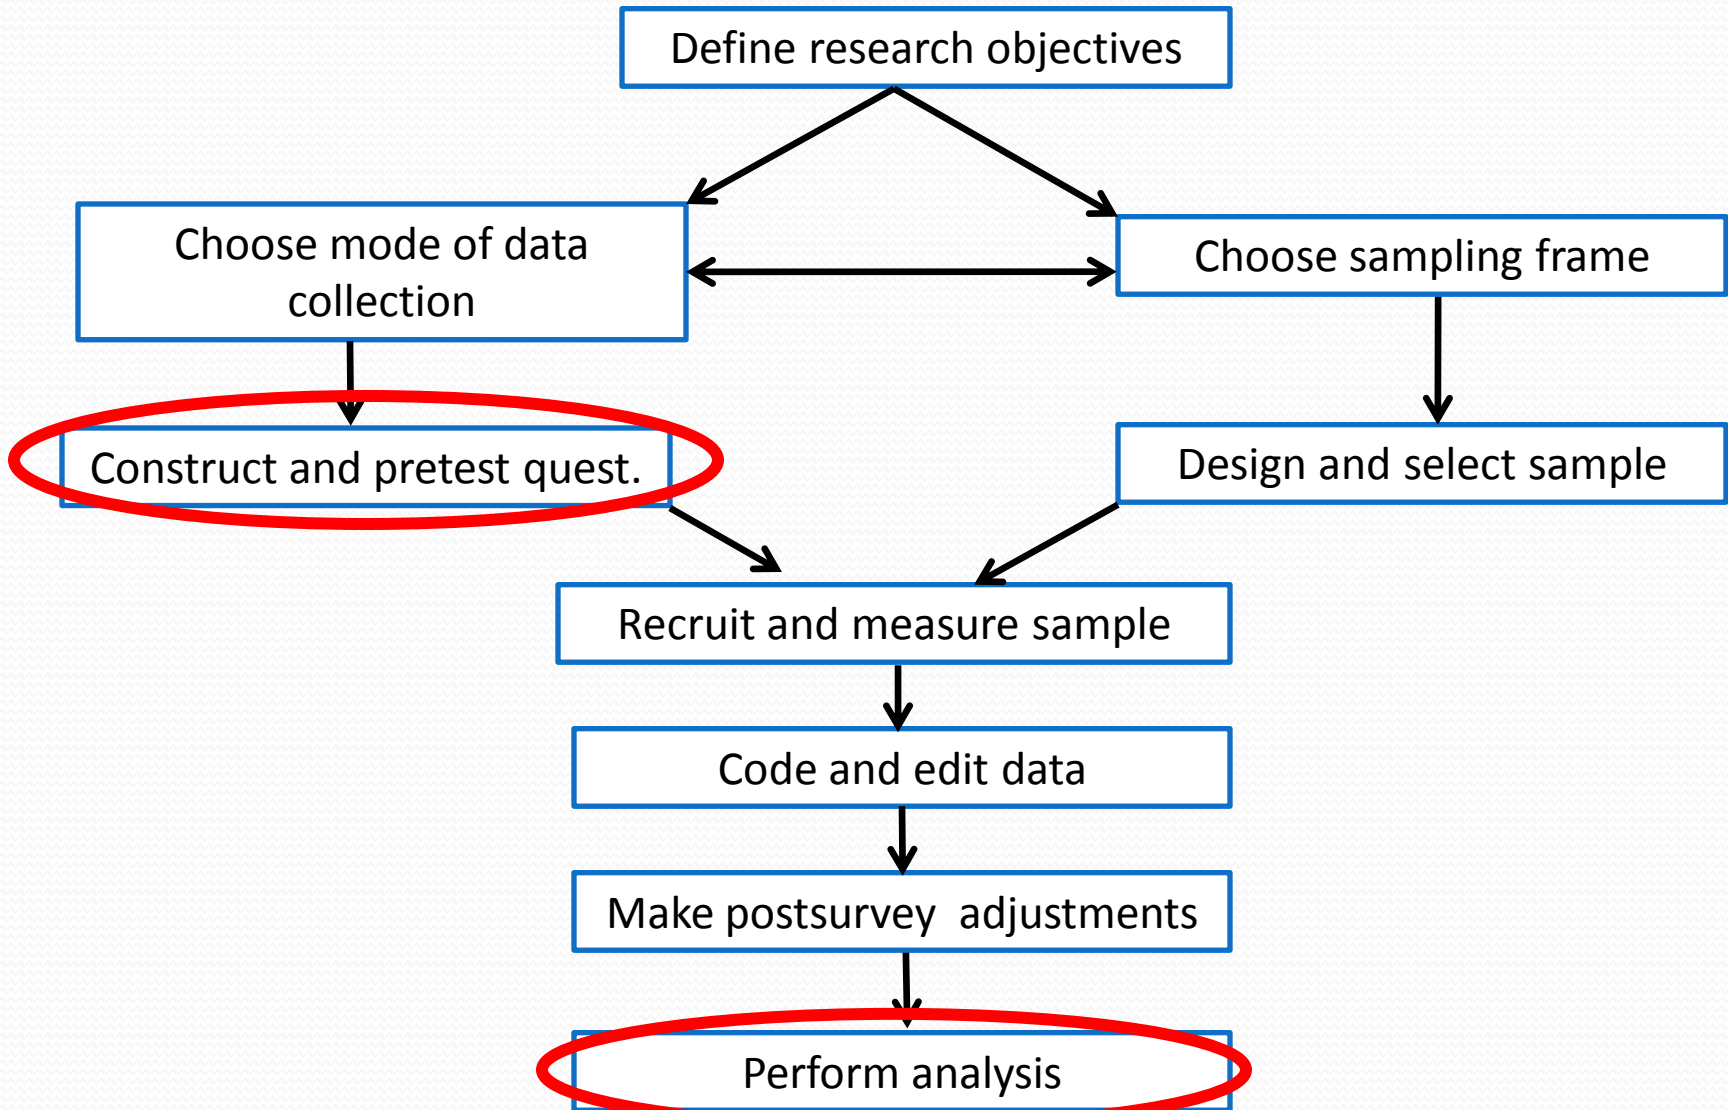 Define research objectives
Choose mode of data
collection
Choose sampling frame
Construct and pretest quest.
Design and select sample
Recruit and measure sample
Code and edit data
Make postsurvey  adjustments
Perform analysis